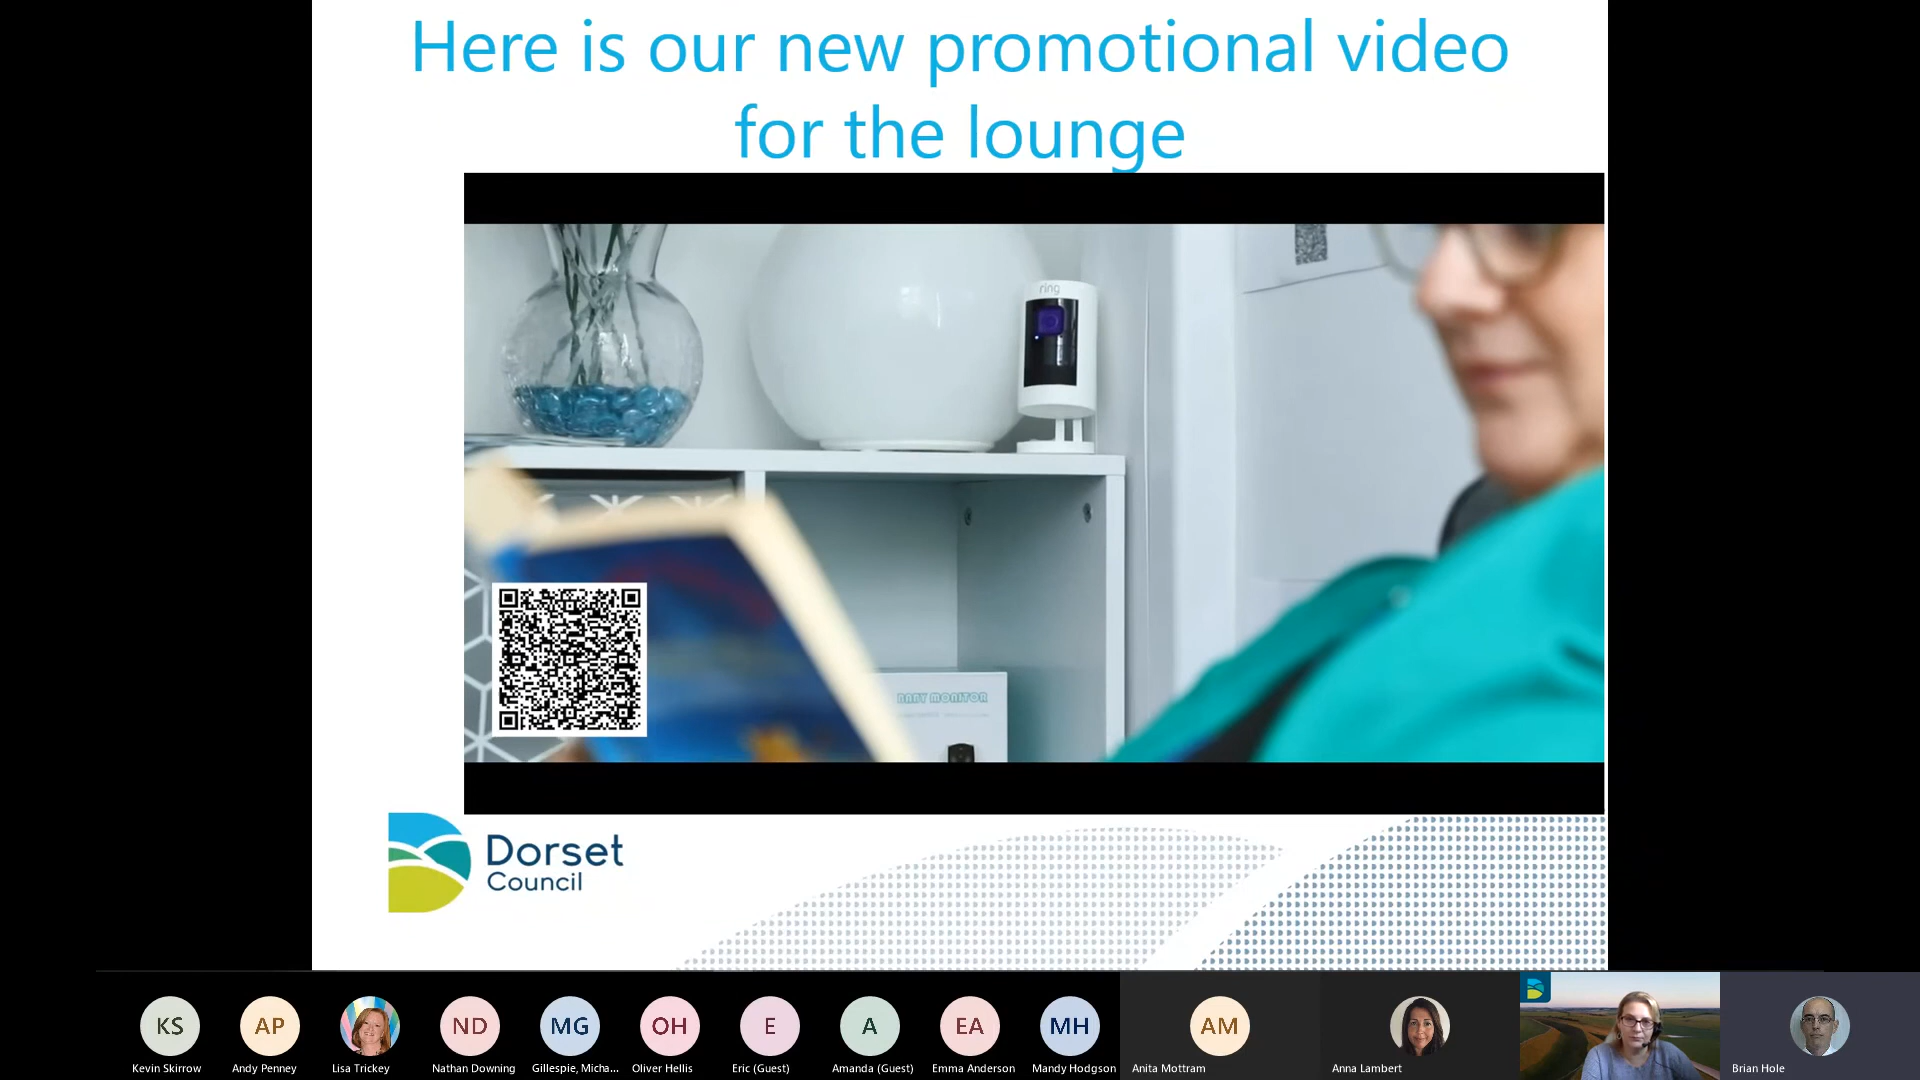 Here is our new promotional video
for the lounge
ring
NANY MONITOR
Dorset
Council
KS
AP
ND
MG
OH
E
A
EA
MH
AM
Kevin Skirrow
Andy Penney
Lisa Trickey
Nathan Downing
Gillespie, Micha...
Oliver Hellis
Eric (Guest)
Amanda (Guest)
Emma Anderson
Mandy Hodgson
Anita Mottram
Anna Lambert
Brian Hole